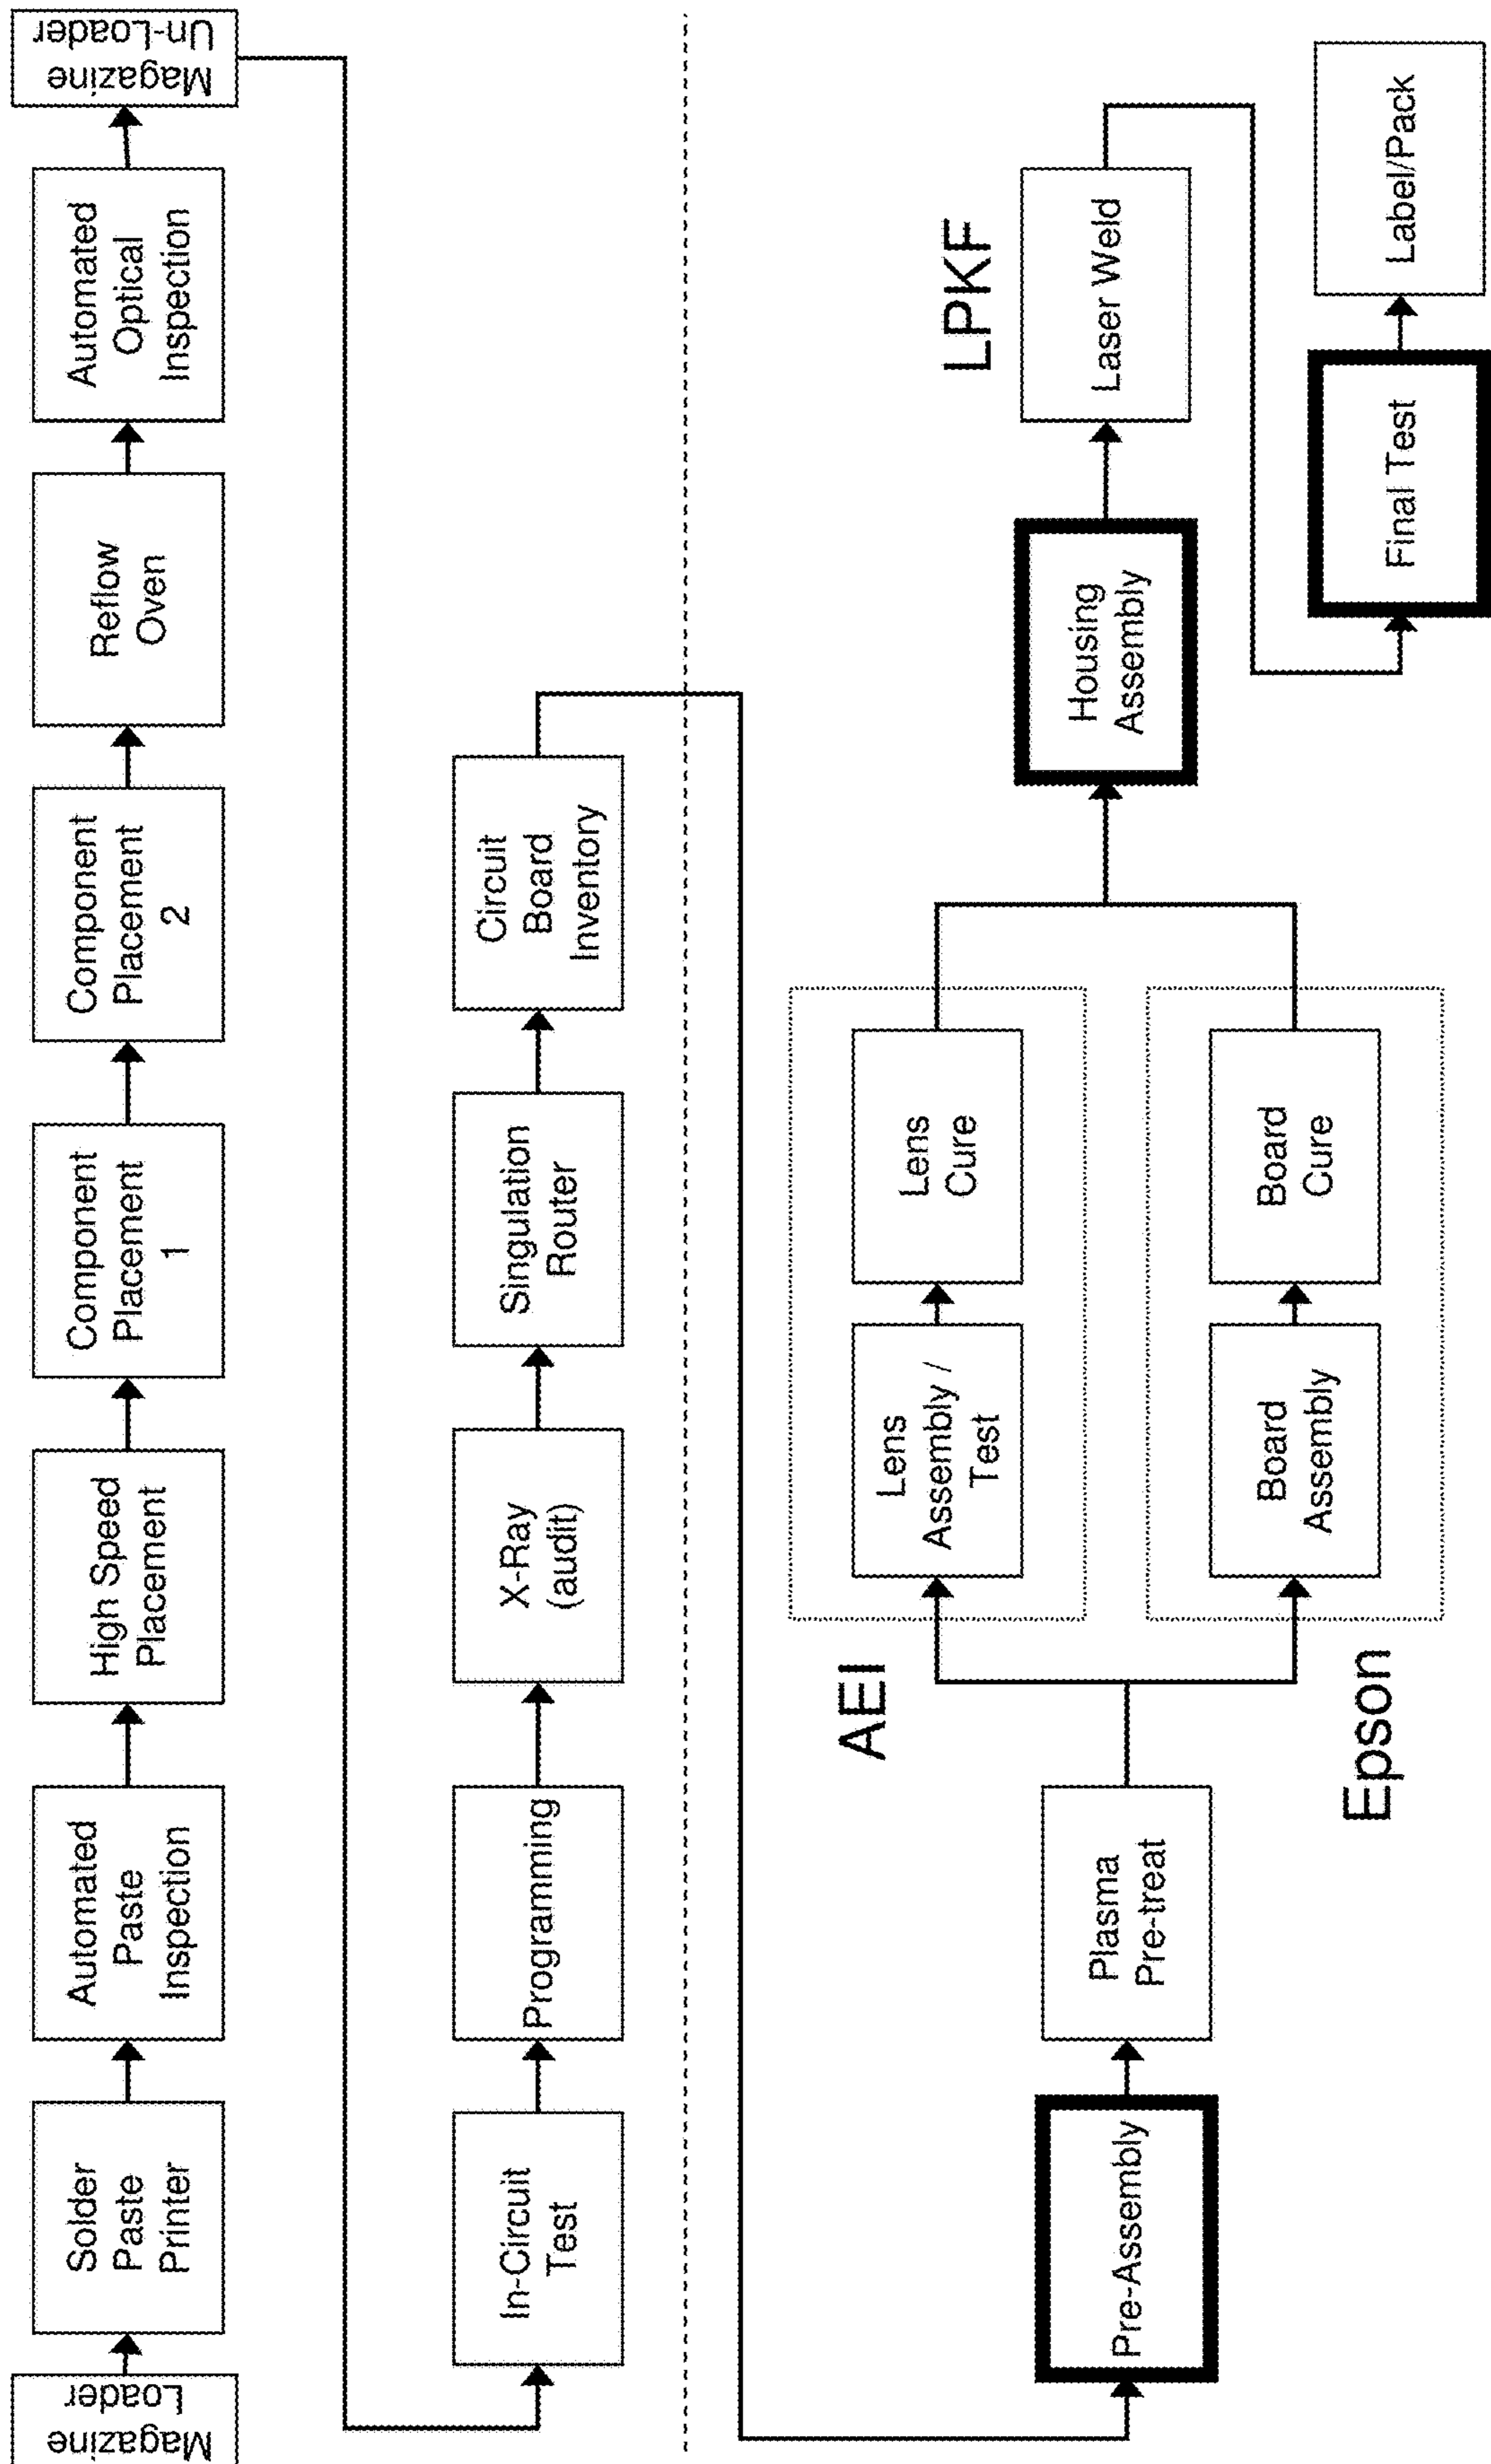 Magazine
Loader
Solder
Paste
Printer
Automated
Paste
Inspection
High Speed
Placement
Component
Placement
1
Component
Placement
2
Reflow
Oven
Automated
Optical
Inspection
Magazine
Un-Loader
In-Circuit
Test
Programming
X-Ray
(audit)
Singulation
Router
Circuit
Board
Inventory
Pre-Assembly
Plasma
Pre-treat
AEI
Lens
Assembly /
Test
Lens
Cure
Epson
Board
Assembly
Board
Cure
Housing
Assembly
LPKF
Laser Weld
Final Test
Label/Pack